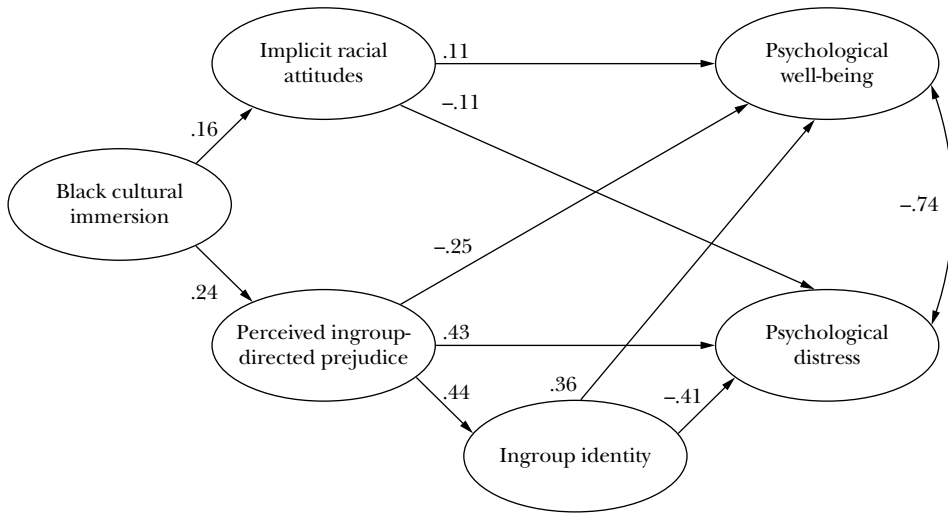 Implicit racial
attitudes
.11
Psychological
well-being
–.11
.16
Black cultural
immersion
–.74
–.25
.24
Perceived ingroup-
directed prejudice
.43
Psychological
distress
.44
.36
–.41
Ingroup identity